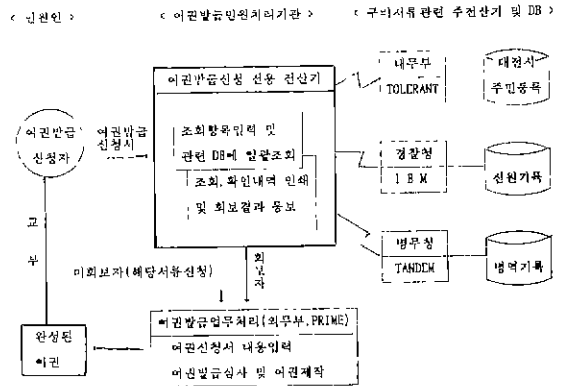 < 민원인 >
< 여권발급민원처리기관 >
< 구비서류관련 주전산기 및 DB >
여권발급신청 전용 전산기
내무부
TOLERANT
대전시
주민등록
여권발급
신청자
여권발급
신청서
조회항목입력 및
관련 DB에 일괄조회
조회, 확인내역 인쇄
및 회보결과 통보
경찰청
I B M
신원기록
병무청
TANDEM
병역기록
교
부
미회보자(해당서류신청)
회
보
자
완성된
여권
여권발급업무처리(외무부, PRIME)
여권신청서 내용입력
여권발급심사 및 여권제작